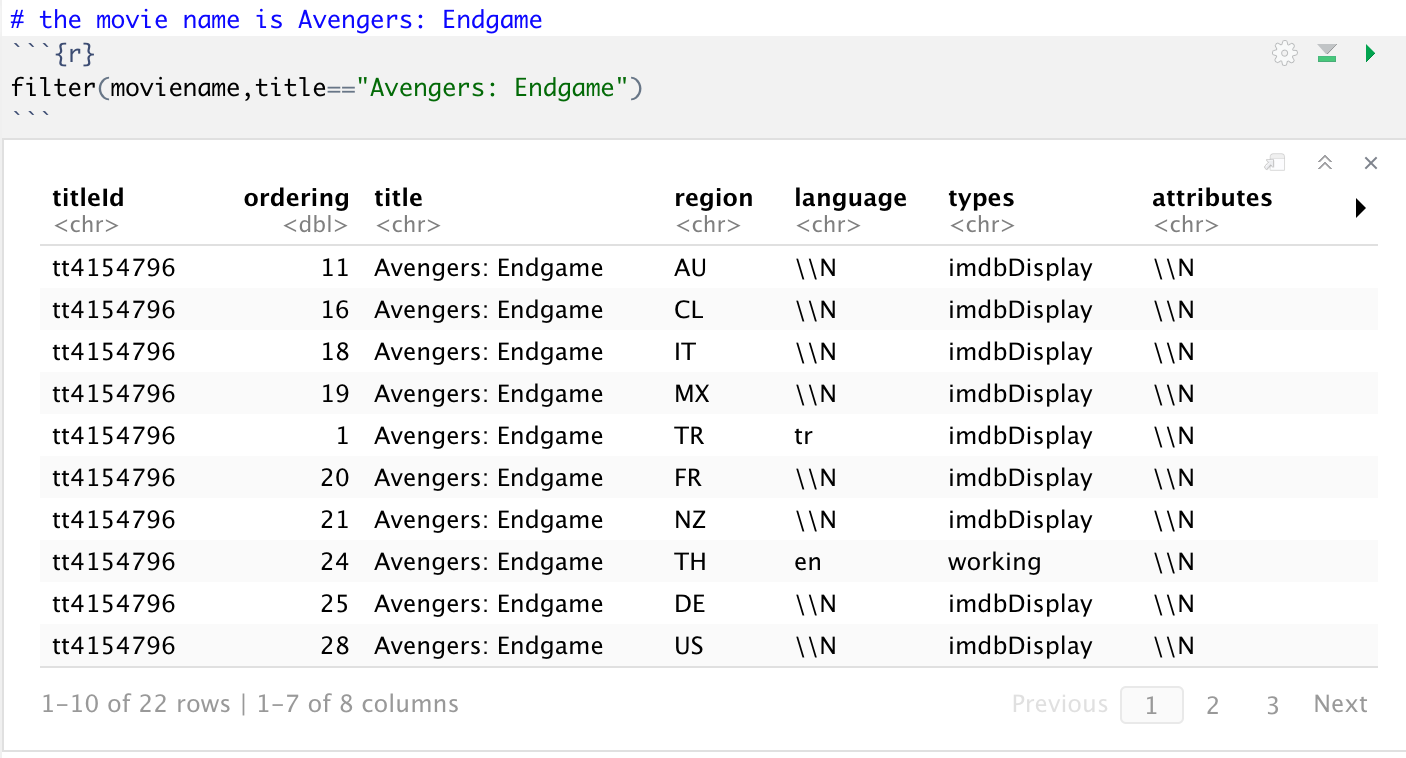 # the movie name is Avengers: Endgame
```{r}
filter(moviename,title=="Avengers: Endgame")
```
titleId ordering title region language types attributes
<chr> <dbl> <chr> <chr> <chr> <chr> <chr>
tt4154796 11 Avengers: Endgame AU \\N imdbDisplay \\N
tt4154796 16 Avengers: Endgame CL \\N imdbDisplay \\N
tt4154796 18 Avengers: Endgame IT \\N imdbDisplay \\N
tt4154796 19 Avengers: Endgame MX \\N imdbDisplay \\N
tt4154796 1 Avengers: Endgame TR tr imdbDisplay \\N
tt4154796 20 Avengers: Endgame FR \\N imdbDisplay \\N
tt4154796 21 Avengers: Endgame NZ \\N imdbDisplay \\N
tt4154796 24 Avengers: Endgame TH en working \\N
tt4154796 25 Avengers: Endgame DE \\N imdbDisplay \\N
tt4154796 28 Avengers: Endgame US \\N imdbDisplay \\N
1-10 of 22 rows | 1-7 of 8 columns Previous 1 2 3 Next